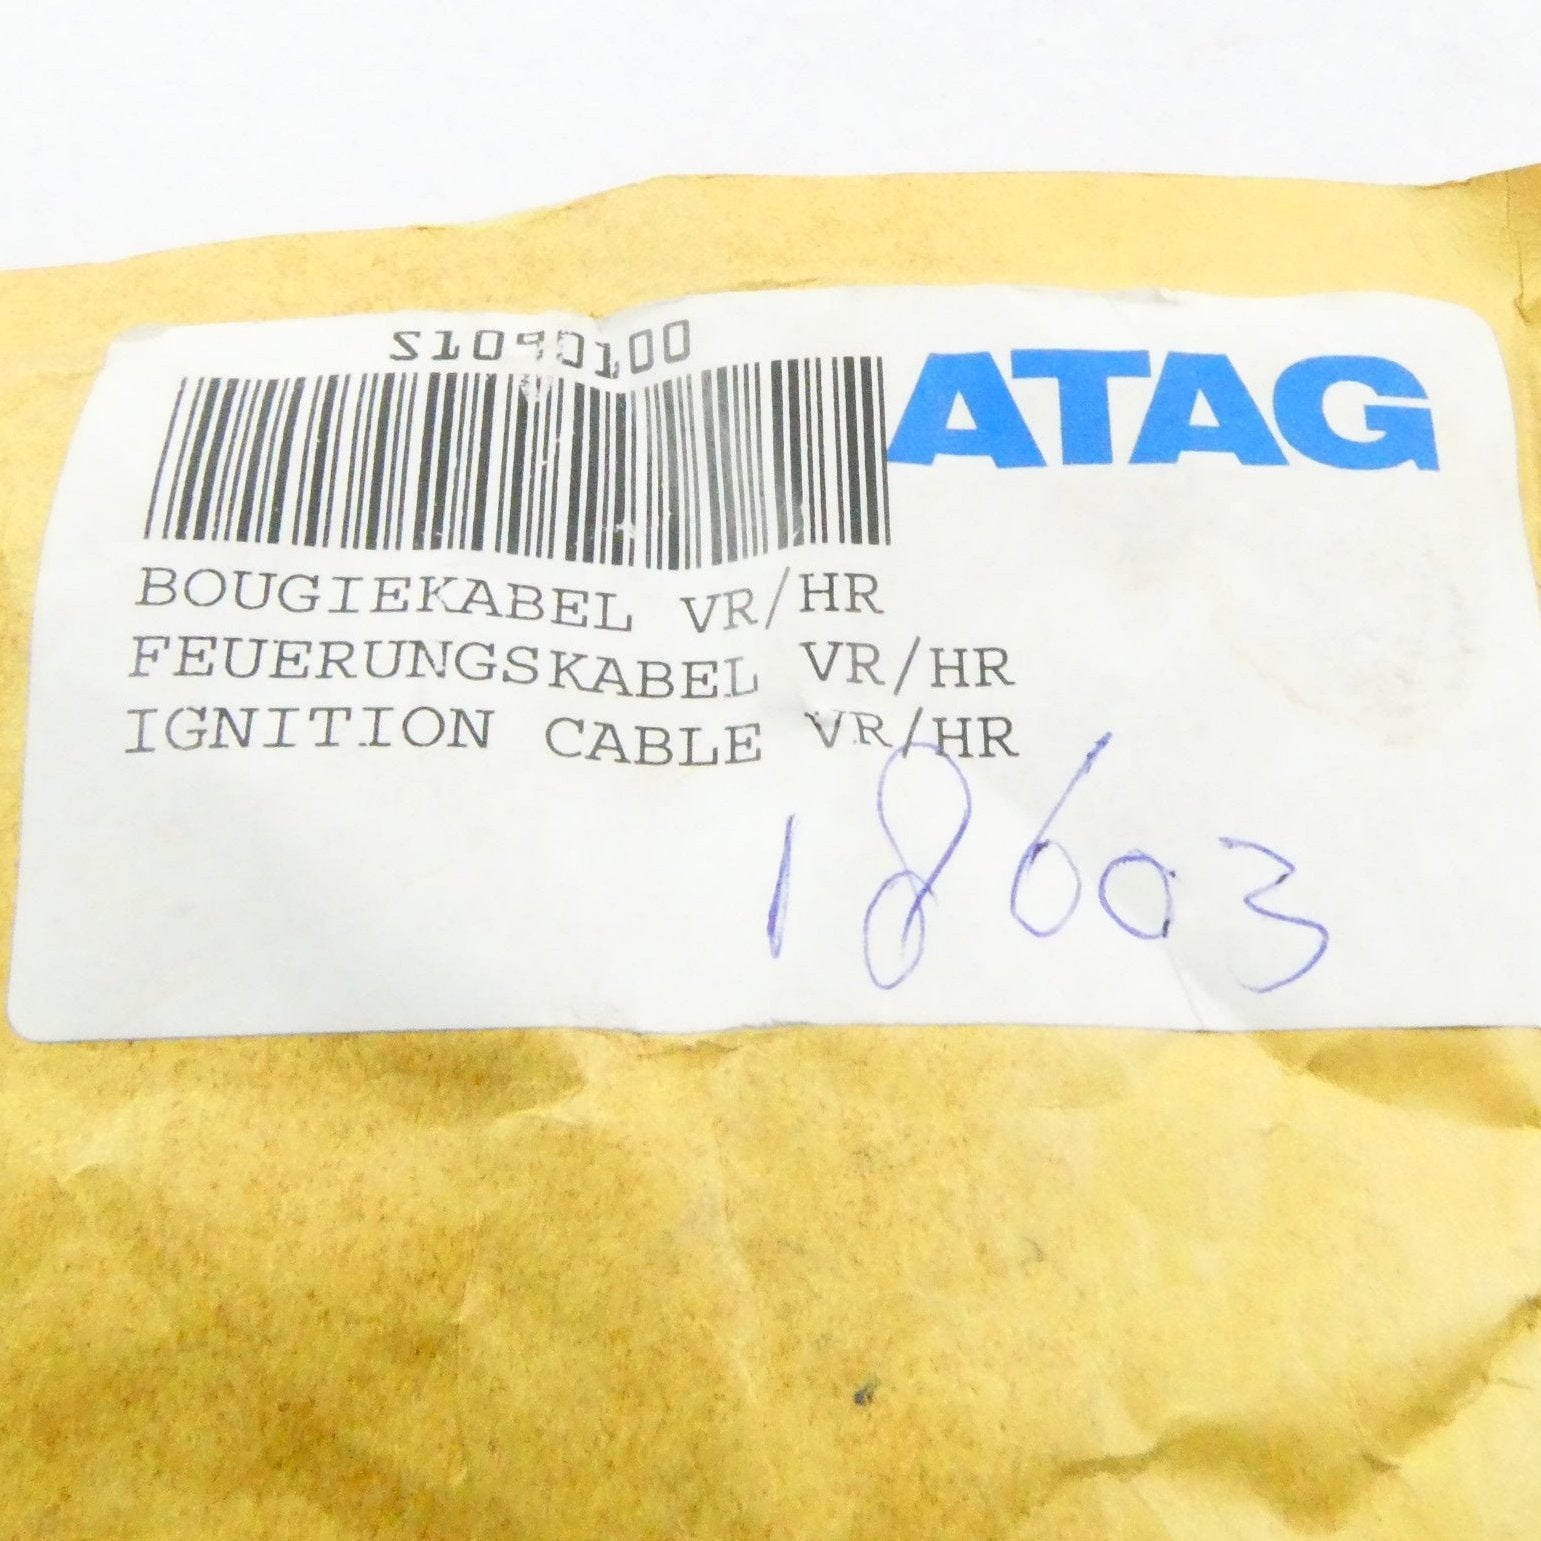 S1090100
ATAG
BOUGIEKABEL VR/HR
FEUERUNGSKABEL VR/HR
IGNITION CABLE VR/HR
18603